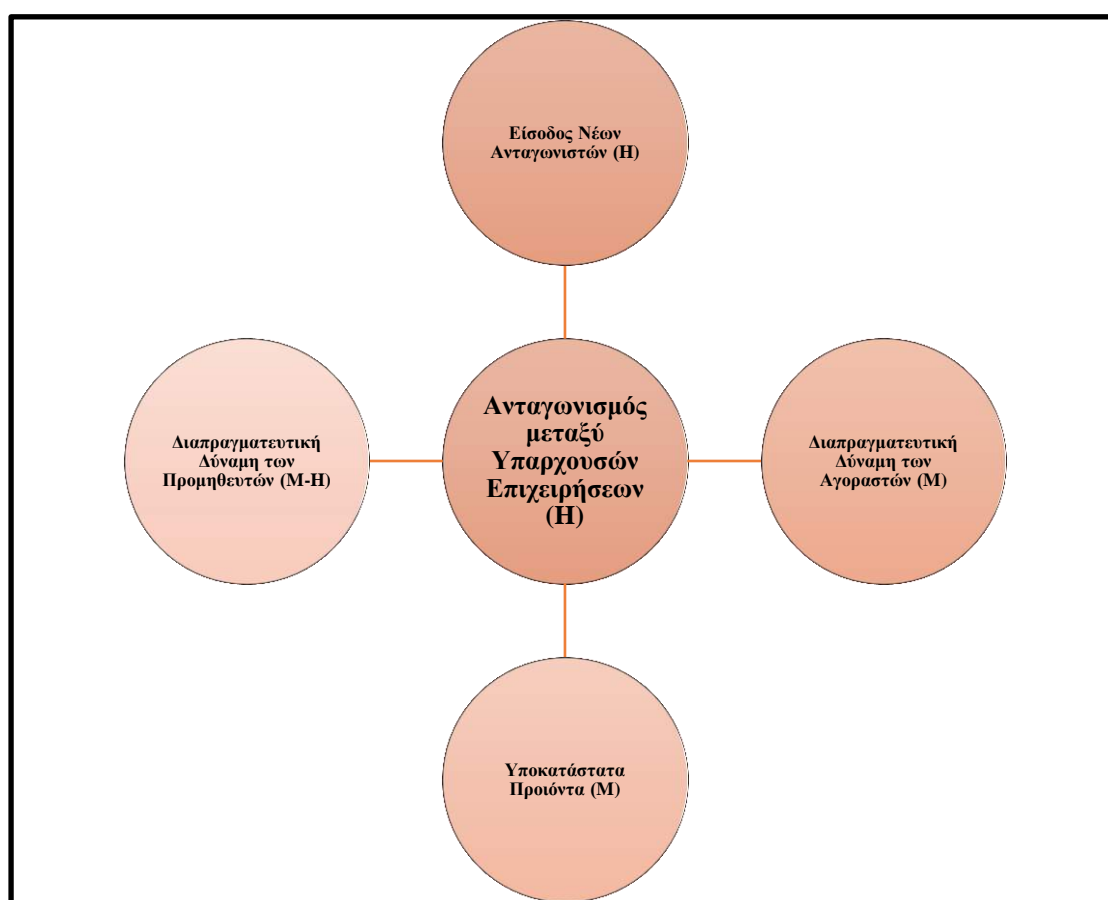 Είσοδος Νέων
Ανταγωνιστών (Η)
Διαπραγματευτική
Δύναμη των
Προμηθευτών (Μ-Η)
Ανταγωνισμός
μεταξύ
Υπαρχουσών
Επιχειρήσεων
(Η)
Διαπραγματευτική
Δύναμη των
Αγοραστών (Μ)
Υποκατάστατα
Προιόντα (Μ)